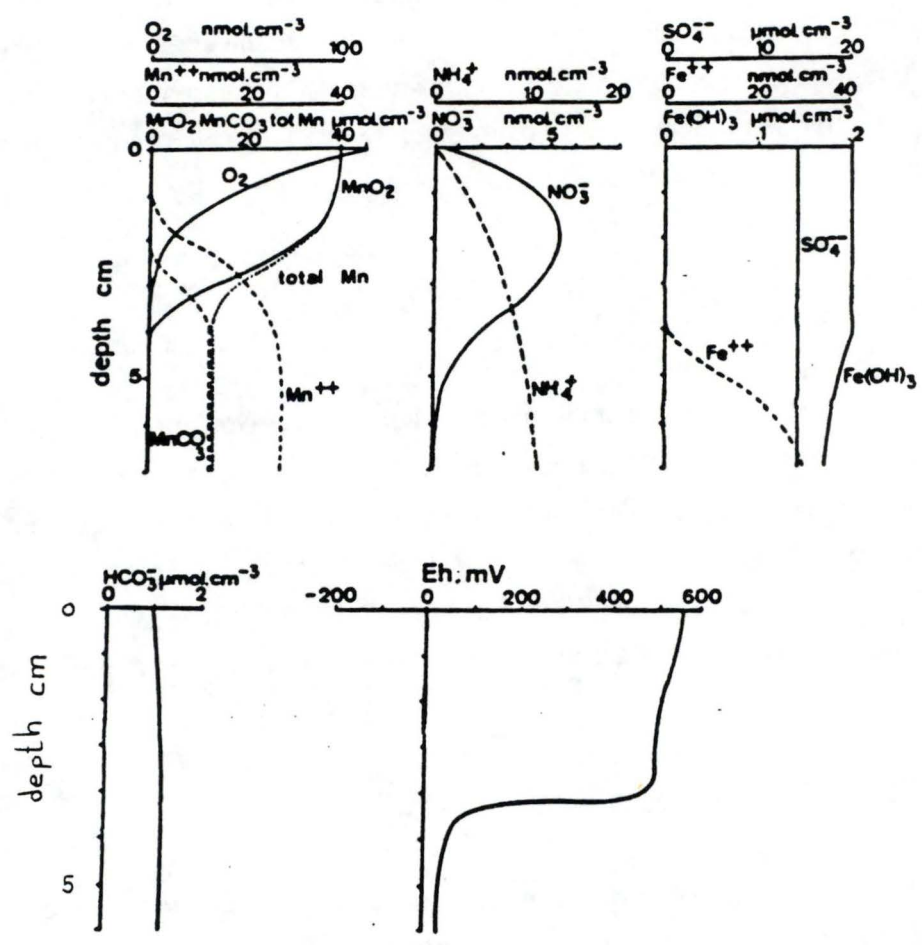 O₂ nmol.cm⁻³
0 100
Mn⁺⁺ nmol.cm⁻³
0 20 40
MnO₂ MnCO₃ tot Mn µmol.cm⁻³
0 20 40
0
O₂
MnO₂
total Mn
depth cm
5
Mn⁺⁺
MnCO₃
NH₄⁺ nmol.cm⁻³
0 10 20
NO₃⁻ nmol.cm⁻³
0 5
NO₃⁻
NH₄⁺
SO₄⁻⁻ µmol.cm⁻³
0 10 20
Fe⁺⁺ nmol.cm⁻³
0 20 40
Fe(OH)₃ µmol.cm⁻³
0 .1 .2
SO₄⁻⁻
Fe⁺⁺
Fe(OH)₃
HCO₃⁻ µmol.cm⁻³
0 1 2
0
depth cm
5
Eh; mV
-200 0 200 400 600